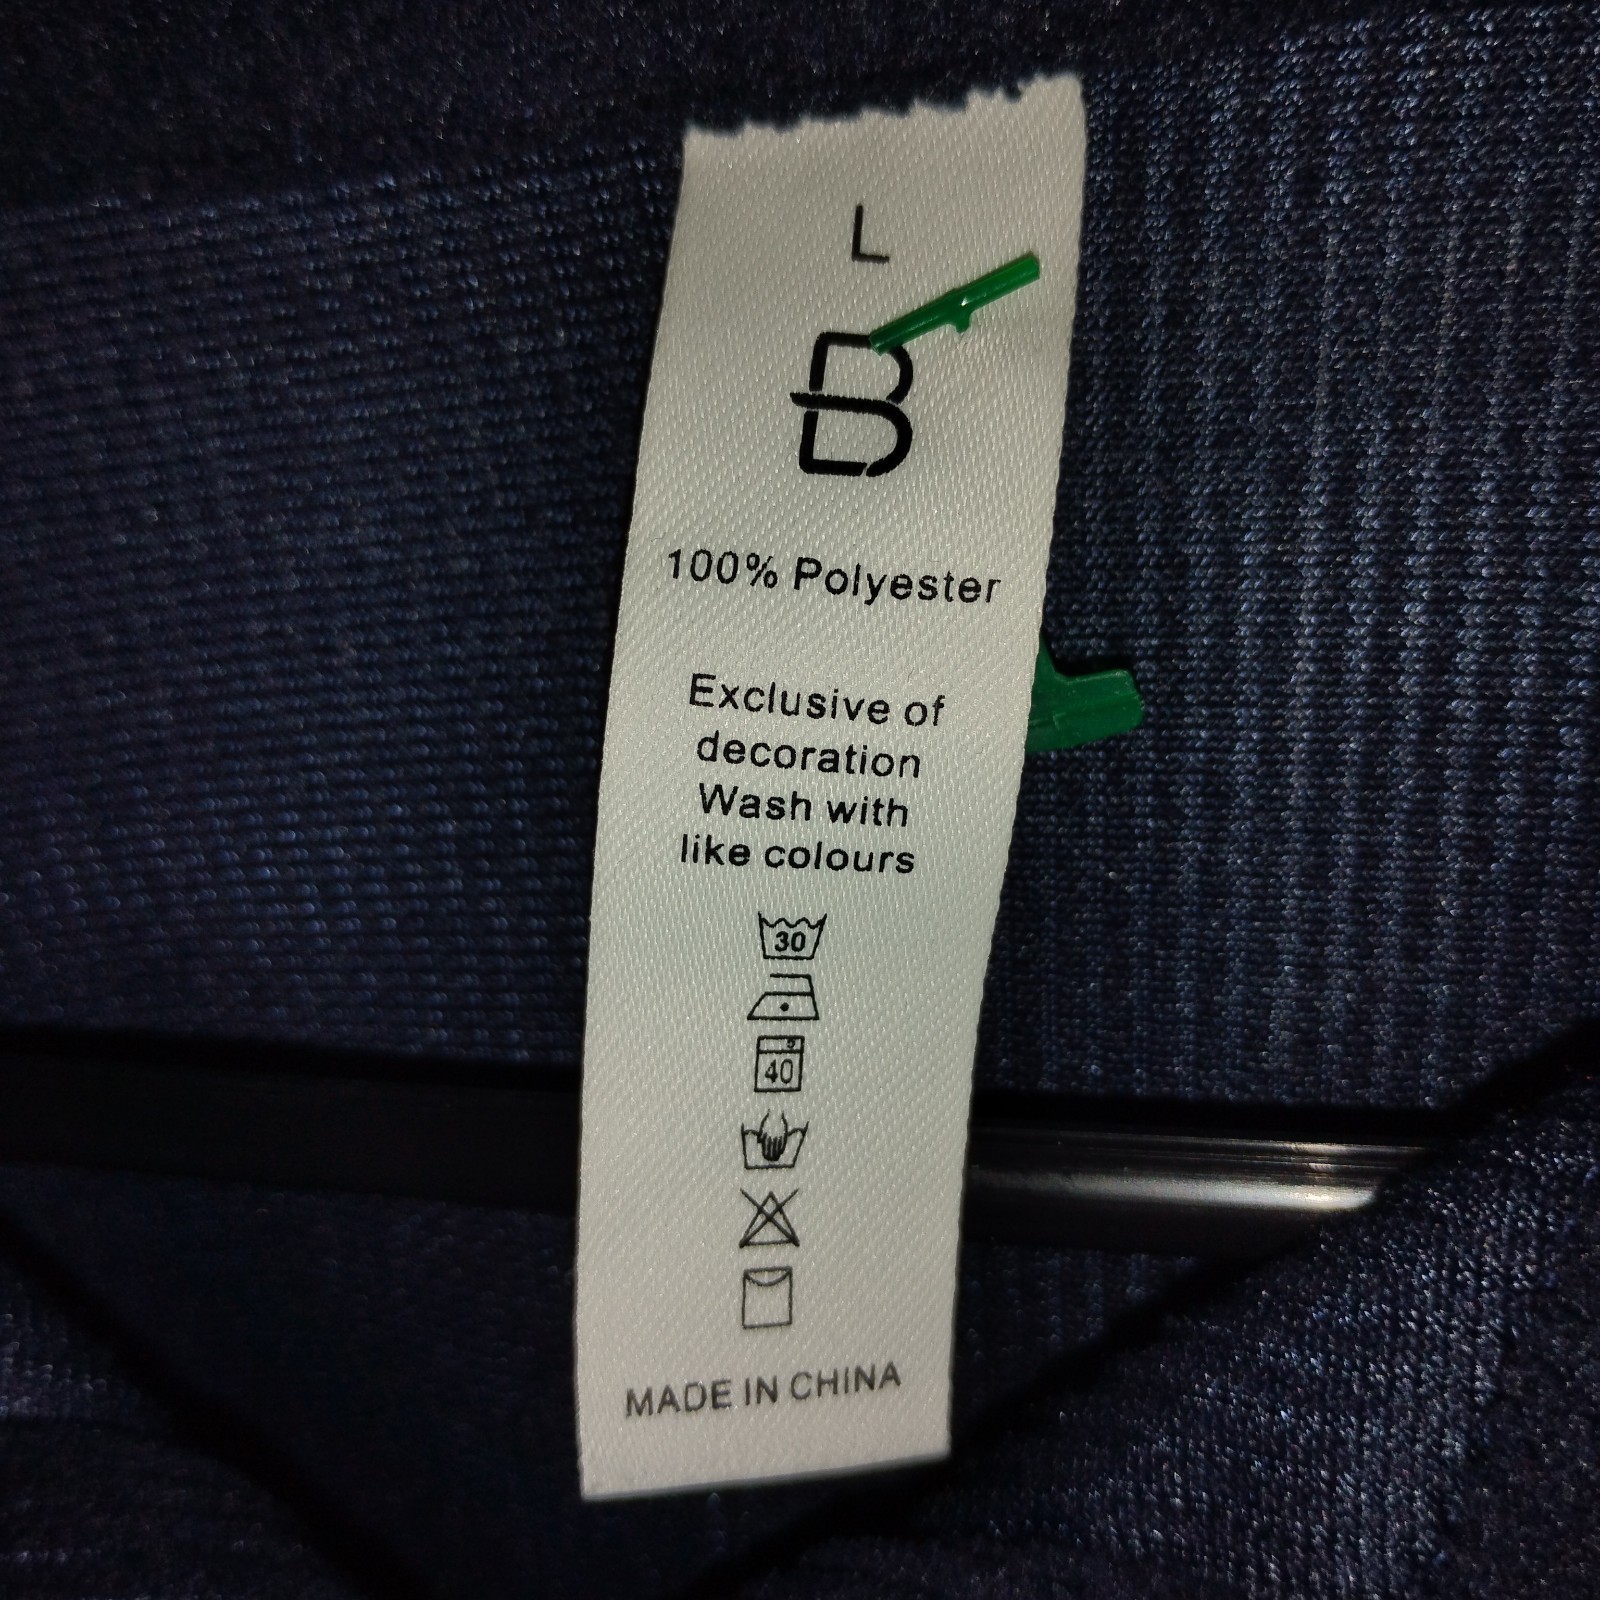 L
B
100% Polyester
Exclusive of
decoration
Wash with
like colours
30
40
MADE IN CHINA